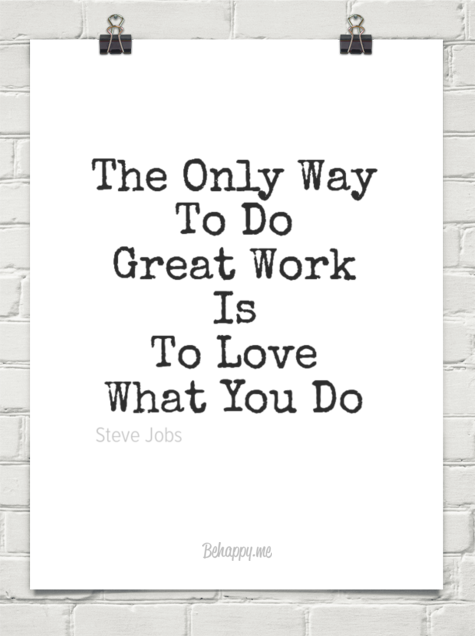 The Only Way
To Do
Great Work
Is
To Love
What You Do
Steve Jobs
Behappy.me